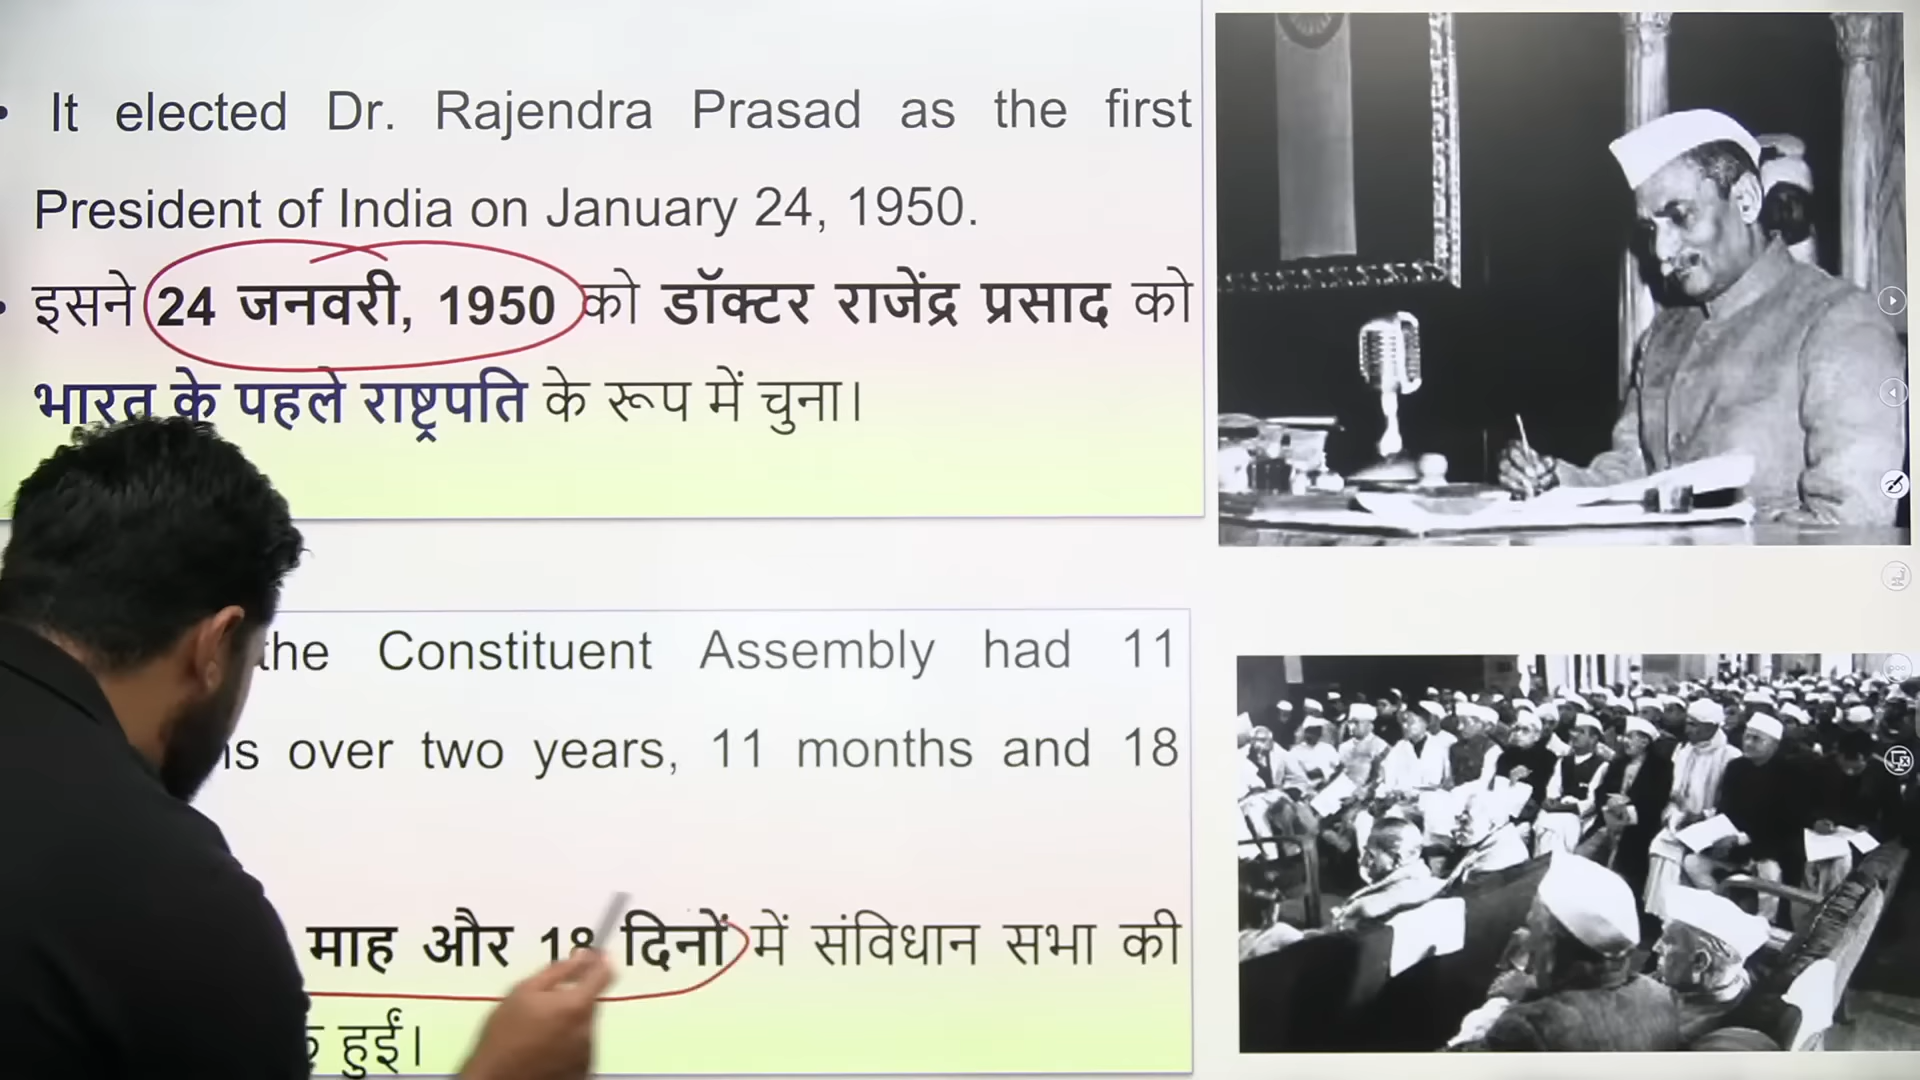 • It elected Dr. Rajendra Prasad as the first
President of India on January 24, 1950.
• इसने 24 जनवरी, 1950 को डॉक्टर राजेंद्र प्रसाद को
भारत के पहले राष्ट्रपति के रूप में चुना।
the Constituent Assembly had 11
over two years, 11 months and 18
माह और 18 दिनों में संविधान सभा की
हुईं।